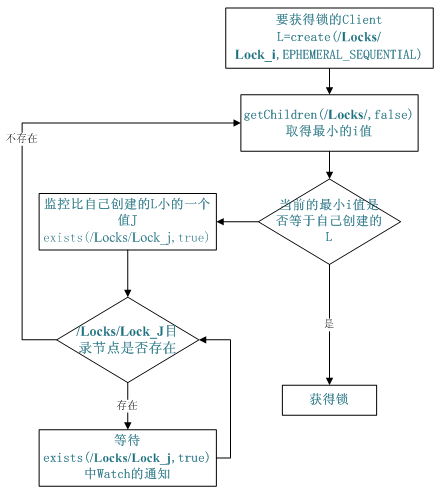 要获得锁的Client
L=create(/Locks/
Lock_i,EPHEMERAL_SEQUENTIAL)
getChildren(/Locks/,false)
取得最小的i值
不存在
监控比自己创建的L小的一个
值J
exists(/Locks/Lock_j,true)
当前的最小i值是
否等于自己创建的
L
/Locks/Lock_J目
录节点是否存在
是
存在
获得锁
等待
exists(/Locks/Lock_j,true)
中Watch的通知